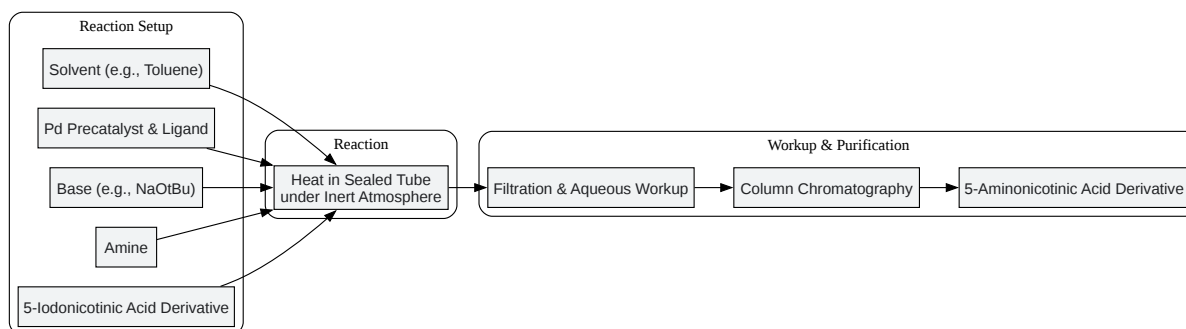 Reaction Setup
Solvent (e.g., Toluene)
Pd Precatalyst & Ligand
Base (e.g., NaOtBu)
Amine
5-Iodonicotinic Acid Derivative
Reaction
Heat in Sealed Tube
under Inert Atmosphere
Workup & Purification
Filtration & Aqueous Workup
Column Chromatography
5-Aminonicotinic Acid Derivative